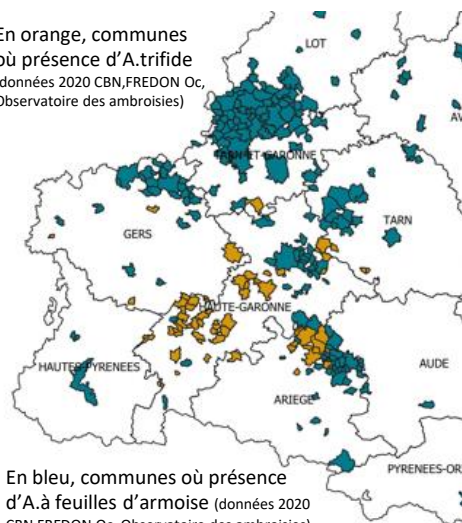 En orange, communes
où présence d'A.trifide
(données 2020 CBN,FREDON Oc,
Observatoire des ambroisies)
LOT
TARN-ET-GARONNE
TARN
GERS
HAUTE-GARONNE
HAUTES-PYRENEES
AUDE
ARIEGE
PYRENEES-OR
En bleu, communes où présence
d'A.à feuilles d'armoise (données 2020
CBN,FREDON Oc, Observatoire des ambroisies)